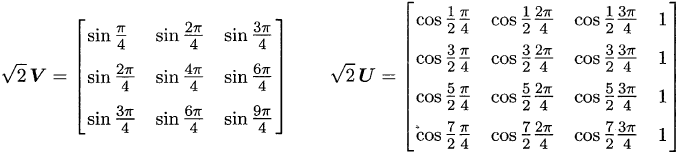 √2 V = [ sin π/4  sin 2π/4  sin 3π/4 ; sin 2π/4  sin 4π/4  sin 6π/4 ; sin 3π/4  sin 6π/4  sin 9π/4 ]
√2 U = [ cos 1/2 π/4  cos 1/2 2π/4  cos 1/2 3π/4  1 ; cos 3/2 π/4  cos 3/2 2π/4  cos 3/2 3π/4  1 ; cos 5/2 π/4  cos 5/2 2π/4  cos 5/2 3π/4  1 ; cos 7/2 π/4  cos 7/2 2π/4  cos 7/2 3π/4  1 ]